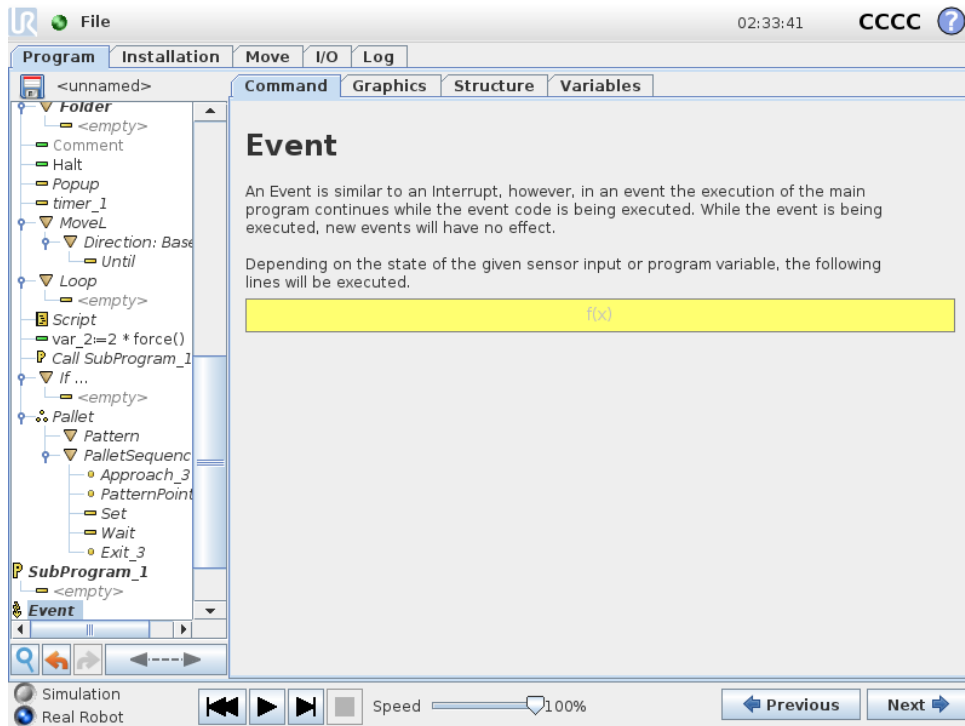 UR File 02:33:41 CCCC ?
Program Installation Move I/O Log
<unnamed>
Command Graphics Structure Variables
Folder
<empty>
Comment
Halt
Popup
timer_1
MoveL
Direction: Base
Until
Loop
<empty>
Script
var_2:=2 * force()
Call SubProgram_1
If ...
<empty>
Pallet
Pattern
PalletSequenc
Approach_3
PatternPoint
Set
Wait
Exit_3
SubProgram_1
<empty>
Event
Event
An Event is similar to an Interrupt, however, in an event the execution of the main
program continues while the event code is being executed. While the event is being
executed, new events will have no effect.
Depending on the state of the given sensor input or program variable, the following
lines will be executed.
f(x)
Simulation
Real Robot
Speed 100%
Previous Next